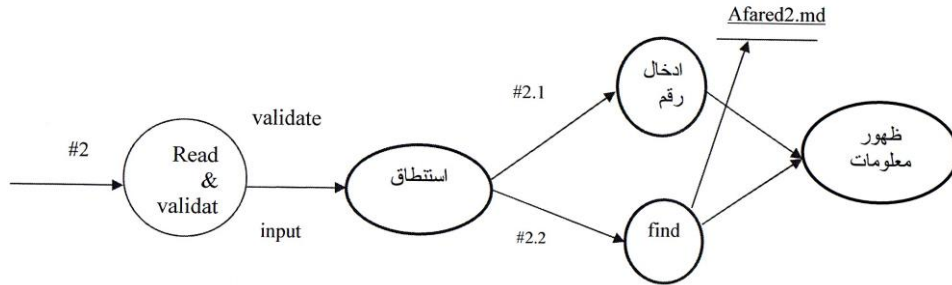 Afared2.md
ادخال
رقم
#2.1
validate
ظهور
معلومات
#2
Read
&
validat
استنطاق
input
#2.2
find